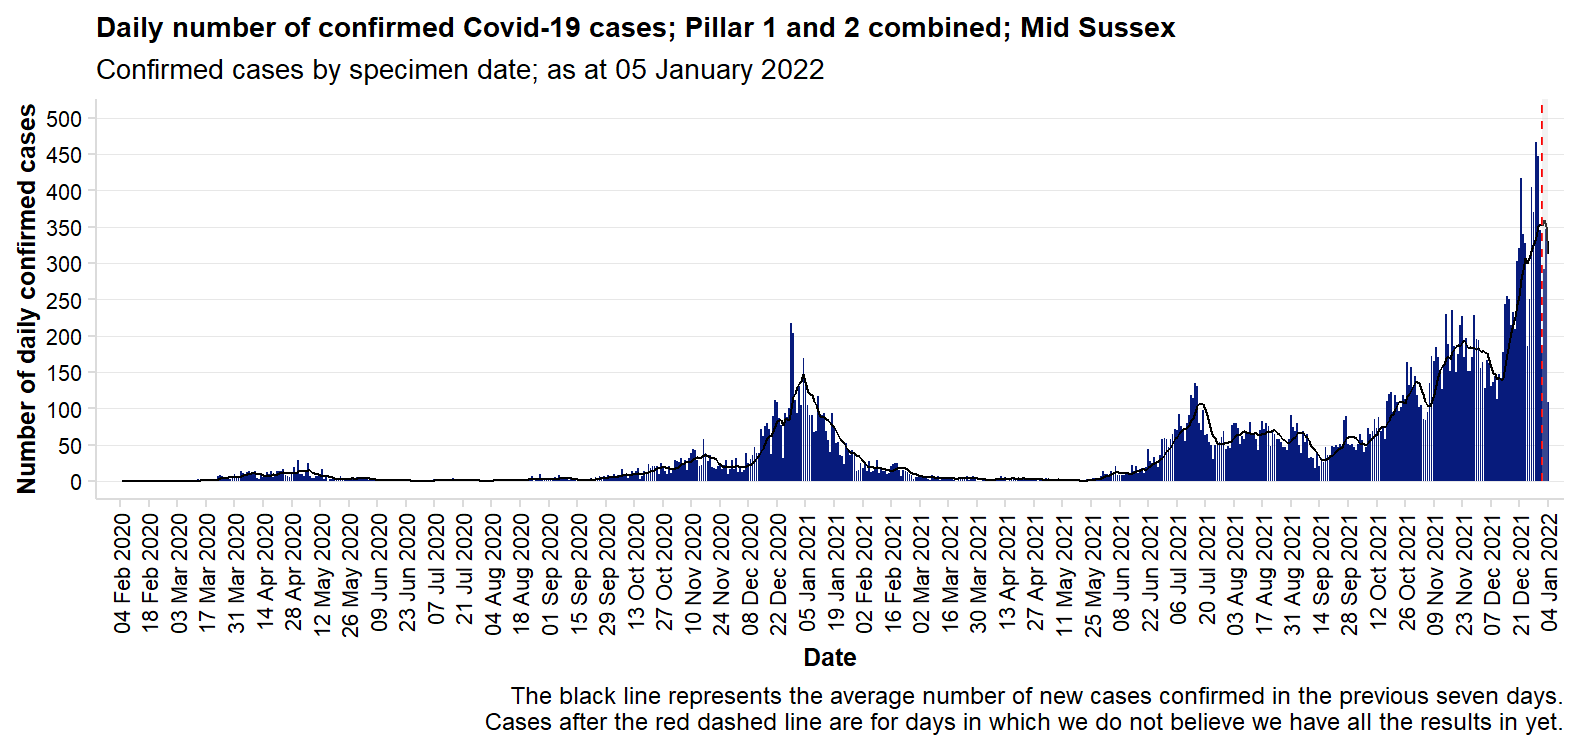 Daily number of confirmed Covid-19 cases; Pillar 1 and 2 combined; Mid Sussex
Confirmed cases by specimen date; as at 05 January 2022
Number of daily confirmed cases
500
450
400
350
300
250
200
150
100
50
0
04 Feb 2020
18 Feb 2020
03 Mar 2020
17 Mar 2020
31 Mar 2020
14 Apr 2020
28 Apr 2020
12 May 2020
26 May 2020
09 Jun 2020
23 Jun 2020
07 Jul 2020
21 Jul 2020
04 Aug 2020
18 Aug 2020
01 Sep 2020
15 Sep 2020
29 Sep 2020
13 Oct 2020
27 Oct 2020
10 Nov 2020
24 Nov 2020
08 Dec 2020
22 Dec 2020
05 Jan 2021
19 Jan 2021
02 Feb 2021
16 Feb 2021
02 Mar 2021
16 Mar 2021
30 Mar 2021
13 Apr 2021
27 Apr 2021
11 May 2021
25 May 2021
08 Jun 2021
22 Jun 2021
06 Jul 2021
20 Jul 2021
03 Aug 2021
17 Aug 2021
31 Aug 2021
14 Sep 2021
28 Sep 2021
12 Oct 2021
26 Oct 2021
09 Nov 2021
23 Nov 2021
07 Dec 2021
21 Dec 2021
04 Jan 2022
Date
The black line represents the average number of new cases confirmed in the previous seven days.
Cases after the red dashed line are for days in which we do not believe we have all the results in yet.